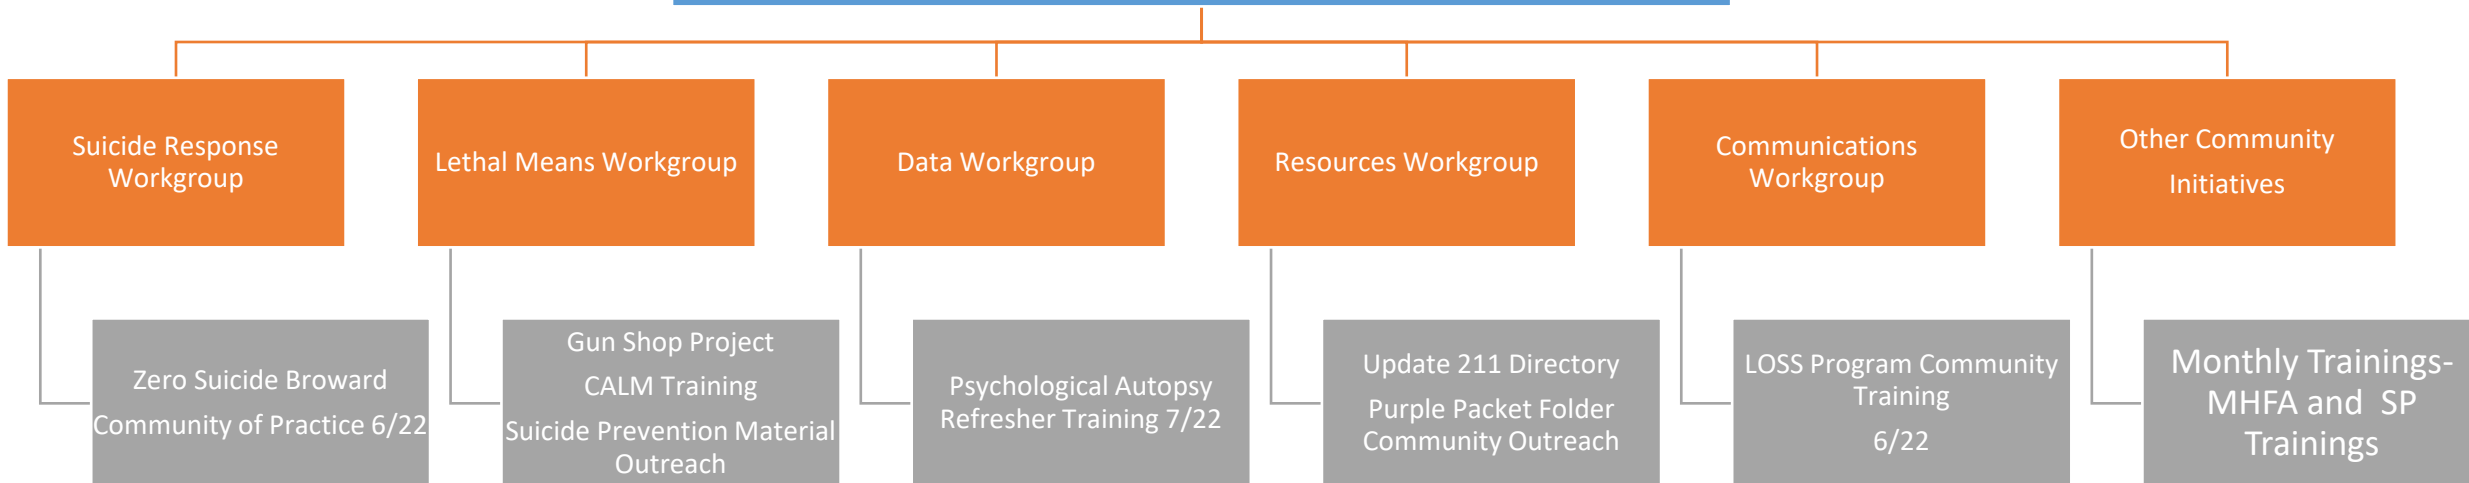 Suicide Response
Workgroup
Lethal Means Workgroup
Data Workgroup
Resources Workgroup
Communications
Workgroup
Other Community
Initiatives
Zero Suicide Broward
Community of Practice 6/22
Gun Shop Project
CALM Training
Suicide Prevention Material
Outreach
Psychological Autopsy
Refresher Training 7/22
Update 211 Directory
Purple Packet Folder
Community Outreach
LOSS Program Community
Training
6/22
Monthly Trainings-
MHFA and SP
Trainings